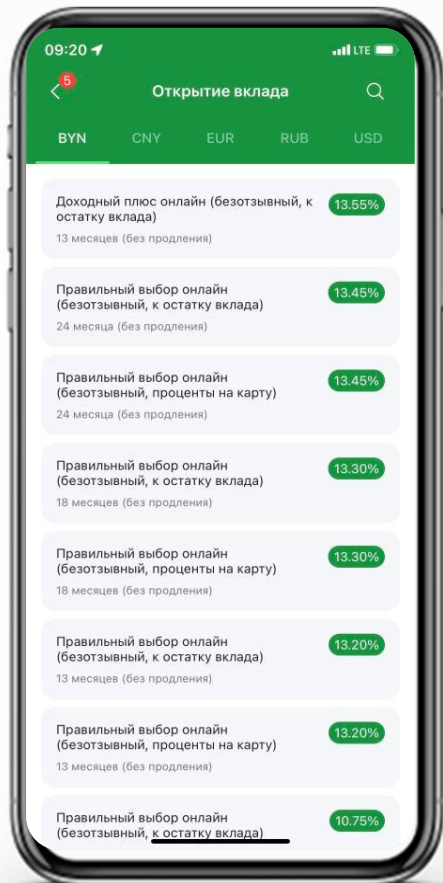 09:20
LTE
5
Открытие вклада
BYN CNY EUR RUB USD
Доходный плюс онлайн (безотзывный, к
остатку вклада)
13.55%
13 месяцев (без продления)
Правильный выбор онлайн
(безотзывный, к остатку вклада)
13.45%
24 месяца (без продления)
Правильный выбор онлайн
(безотзывный, проценты на карту)
13.45%
24 месяца (без продления)
Правильный выбор онлайн
(безотзывный, к остатку вклада)
13.30%
18 месяцев (без продления)
Правильный выбор онлайн
(безотзывный, проценты на карту)
13.30%
18 месяцев (без продления)
Правильный выбор онлайн
(безотзывный, к остатку вклада)
13.20%
13 месяцев (без продления)
Правильный выбор онлайн
(безотзывный, проценты на карту)
13.20%
13 месяцев (без продления)
Правильный выбор онлайн
(безотзывный, к остатку вклада)
10.75%